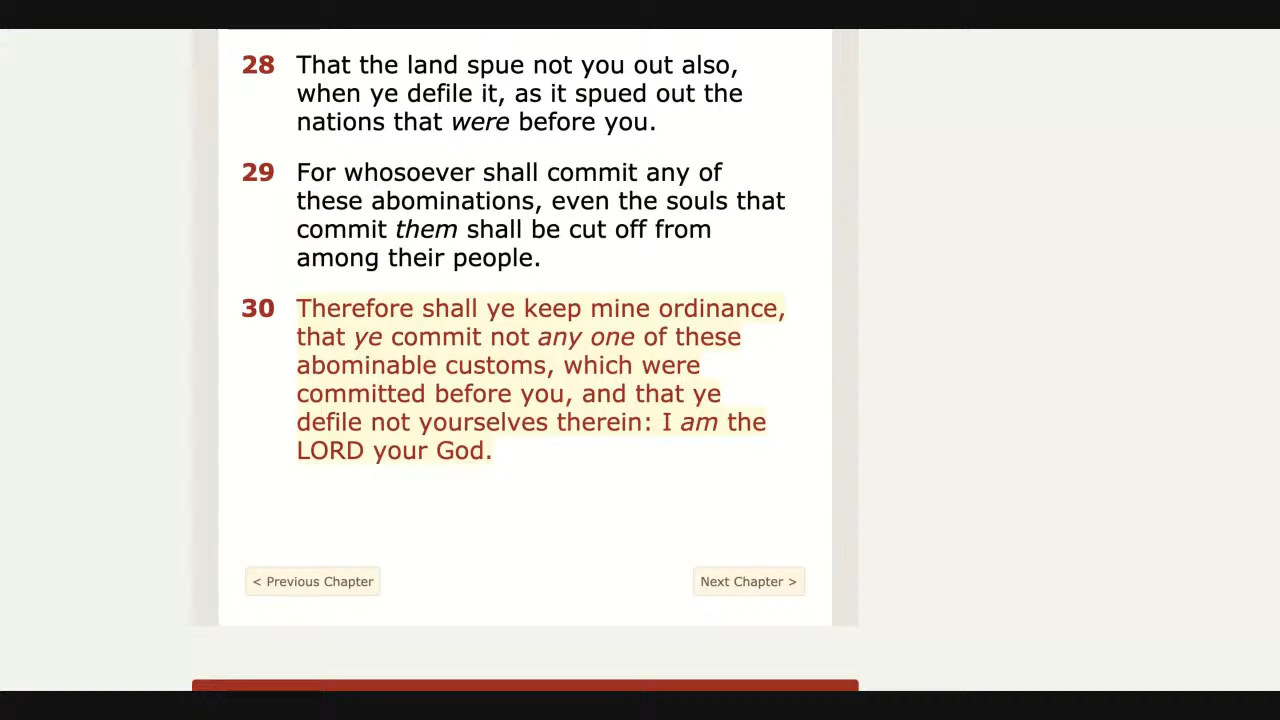 28 That the land spue not you out also,
when ye defile it, as it spued out the
nations that were before you.
29 For whosoever shall commit any of
these abominations, even the souls that
commit them shall be cut off from
among their people.
30 Therefore shall ye keep mine ordinance,
that ye commit not any one of these
abominable customs, which were
committed before you, and that ye
defile not yourselves therein: I am the
LORD your God.
< Previous Chapter
Next Chapter >